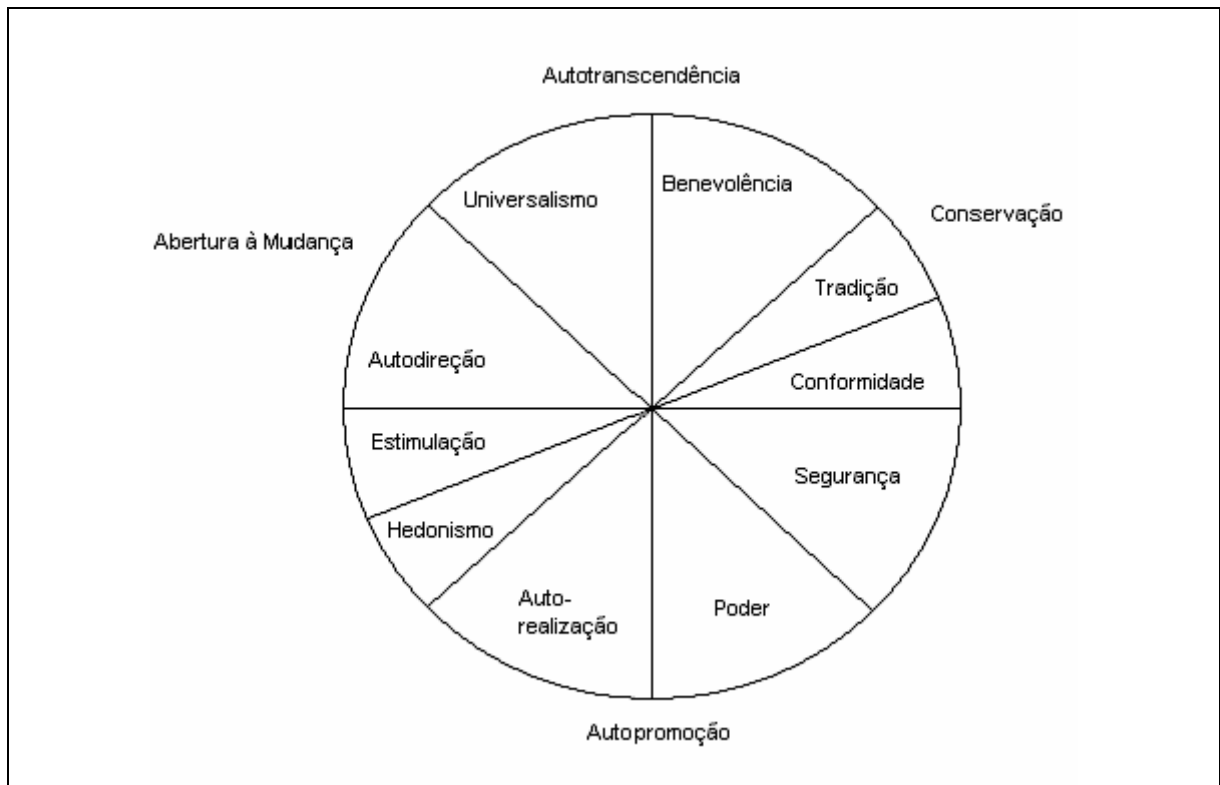 Autotranscendência
Benevolência
Universalismo
Conservação
Abertura à Mudança
Tradição
Autodireção
Conformidade
Estimulação
Segurança
Hedonismo
Auto-
realização
Poder
Autopromoção